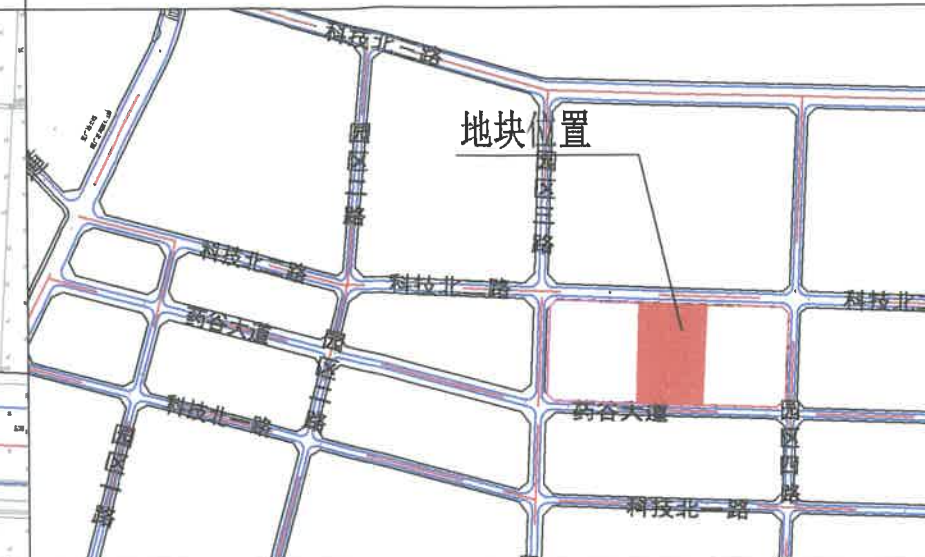 科技北三路
园区二路
地块位置
园区三路
科技北二路
科技北二路
科技北
药谷大道
园区二路
科技北一路
药谷大道
园区一路
园区四路
科技北一路